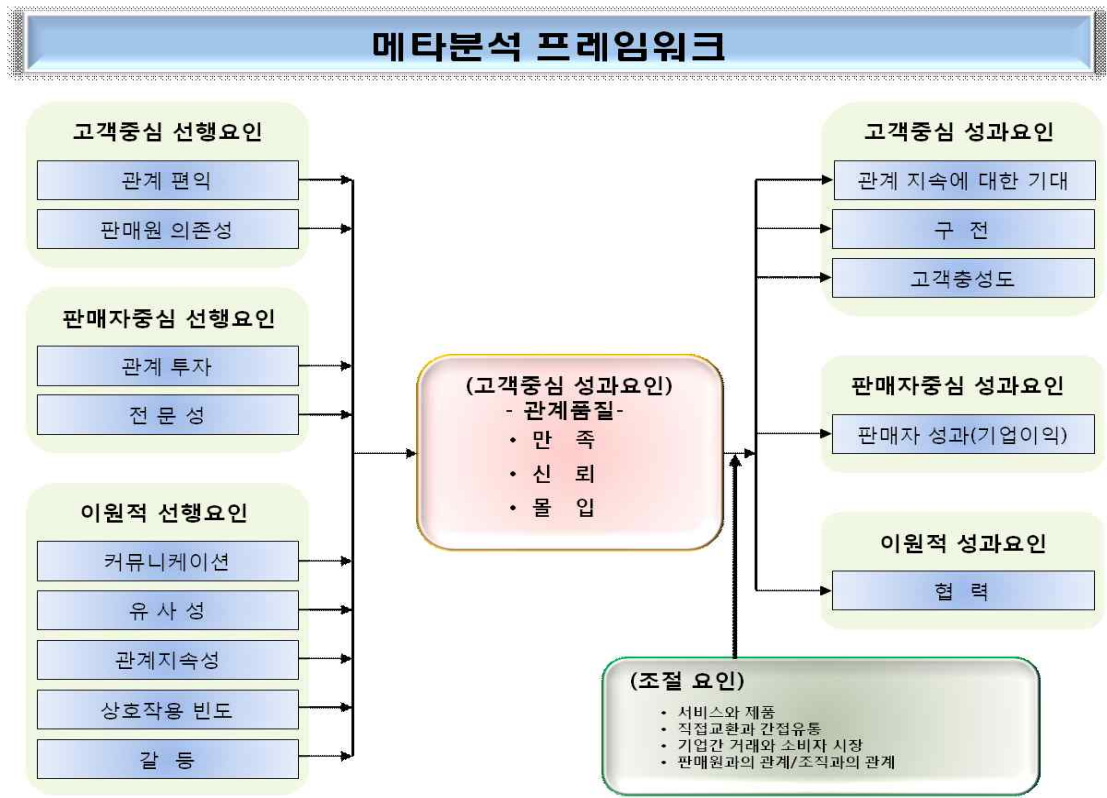 메타분석 프레임워크
고객중심 선행요인
관계 편익
판매원 의존성
판매자중심 선행요인
관계 투자
전 문 성
이원적 선행요인
커뮤니케이션
유 사 성
관계지속성
상호작용 빈도
갈 등
(고객중심 성과요인)
- 관계품질-
• 만 족
• 신 뢰
• 몰 입
고객중심 성과요인
관계 지속에 대한 기대
구 전
고객충성도
판매자중심 성과요인
판매자 성과(기업이익)
이원적 성과요인
협 력
(조절 요인)
• 서비스와 제품
• 직접교환과 간접유통
• 기업간 거래와 소비자 시장
• 판매원과의 관계/조직과의 관계